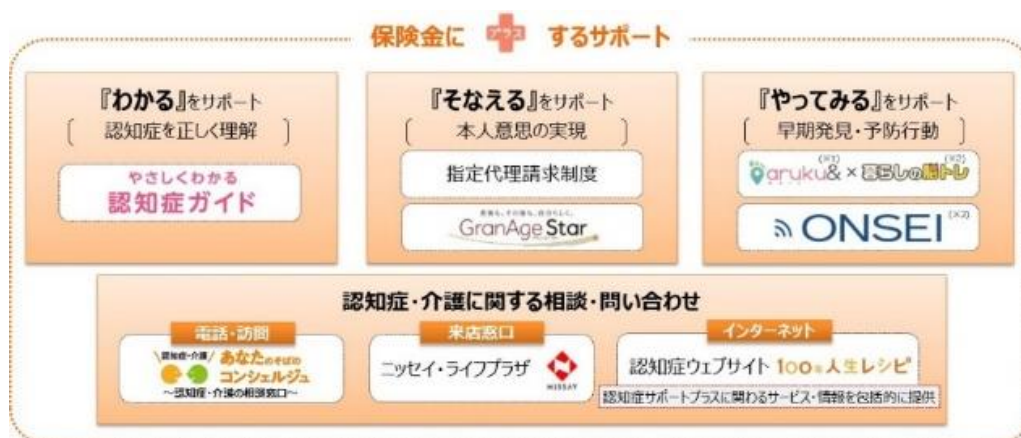 保険金に プラス するサポート
『わかる』をサポート
認知症を正しく理解
やさしくわかる
認知症ガイド
『そなえる』をサポート
本人意思の実現
指定代理請求制度
GranAge Star
『やってみる』をサポート
早期発見・予防行動
(※1) (※2)
aruku& × 暮らしの脳トレ
ONSEI (※3)
認知症・介護に関する相談・問い合わせ
電話・訪問
認知症・介護 あなたのそばの
コンシェルジュ
～認知症・介護の相談窓口～
来店窓口
ニッセイ・ライフプラザ
NISSAY
インターネット
認知症ウェブサイト 100年人生レシピ
認知症サポートプラスに関わるサービス・情報を包括的に提供